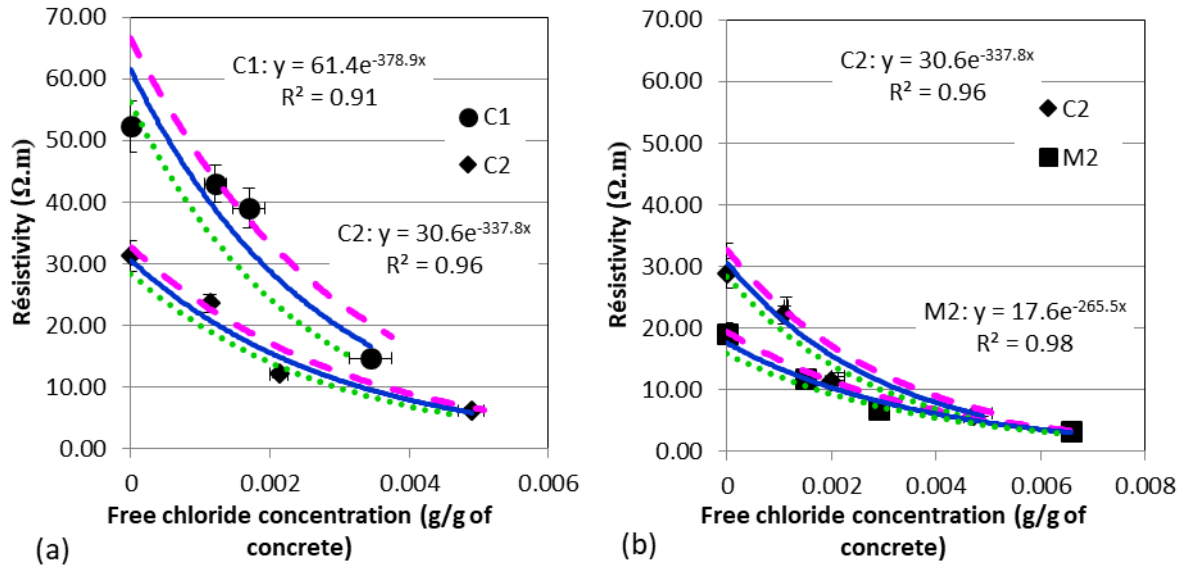 70.00
60.00
50.00
40.00
30.00
20.00
10.00
0.00
Résistivity (Ω.m)
C1: y = 61.4e^-378.9x
R² = 0.91
C1
C2
C2: y = 30.6e^-337.8x
R² = 0.96
0 0.002 0.004 0.006
Free chloride concentration (g/g of
concrete)
(a)
70.00
60.00
50.00
40.00
30.00
20.00
10.00
0.00
Résistivity (Ω.m)
C2: y = 30.6e^-337.8x
R² = 0.96
C2
M2
M2: y = 17.6e^-265.5x
R² = 0.98
0 0.002 0.004 0.006 0.008
Free chloride concentration (g/g of
concrete)
(b)